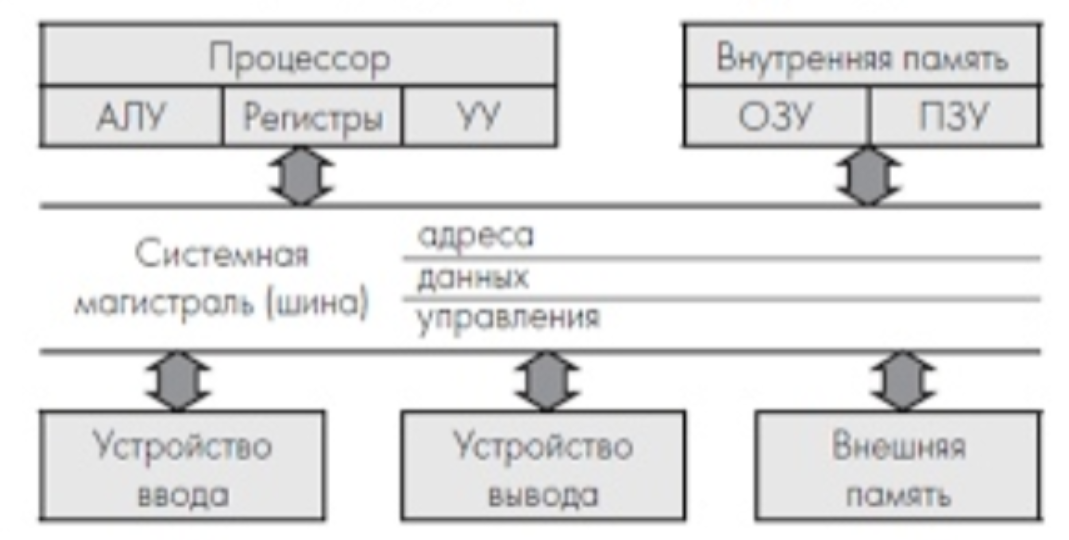 Процессор
Внутренняя память
АЛУ
Регистры
УУ
ОЗУ
ПЗУ
Системная
магистраль (шина)
адреса
данных
управления
Устройство
ввода
Устройство
вывода
Внешняя
память